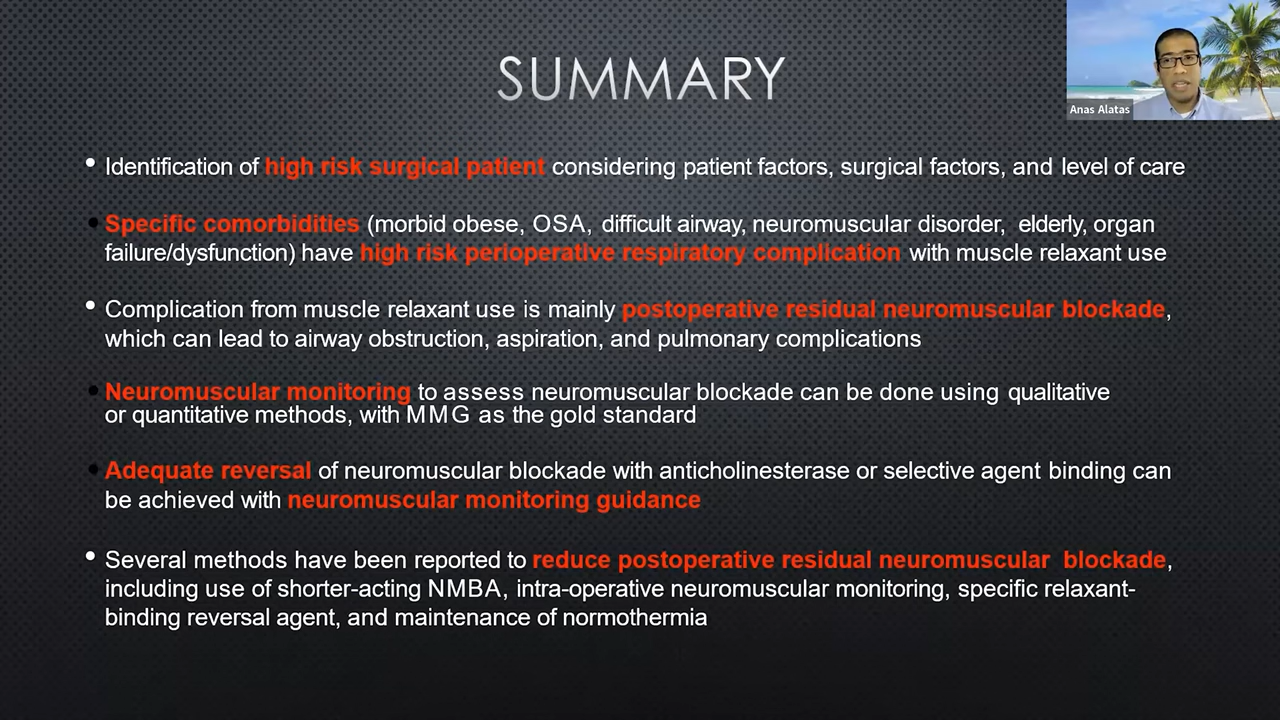 SUMMARY
Anas Alatas
• Identification of high risk surgical patient considering patient factors, surgical factors, and level of care
• Specific comorbidities (morbid obese, OSA, difficult airway, neuromuscular disorder, elderly, organ
failure/dysfunction) have high risk perioperative respiratory complication with muscle relaxant use
• Complication from muscle relaxant use is mainly postoperative residual neuromuscular blockade,
which can lead to airway obstruction, aspiration, and pulmonary complications
• Neuromuscular monitoring to assess neuromuscular blockade can be done using qualitative
or quantitative methods, with MMG as the gold standard
• Adequate reversal of neuromuscular blockade with anticholinesterase or selective agent binding can
be achieved with neuromuscular monitoring guidance
• Several methods have been reported to reduce postoperative residual neuromuscular blockade,
including use of shorter-acting NMBA, intra-operative neuromuscular monitoring, specific relaxant-
binding reversal agent, and maintenance of normothermia